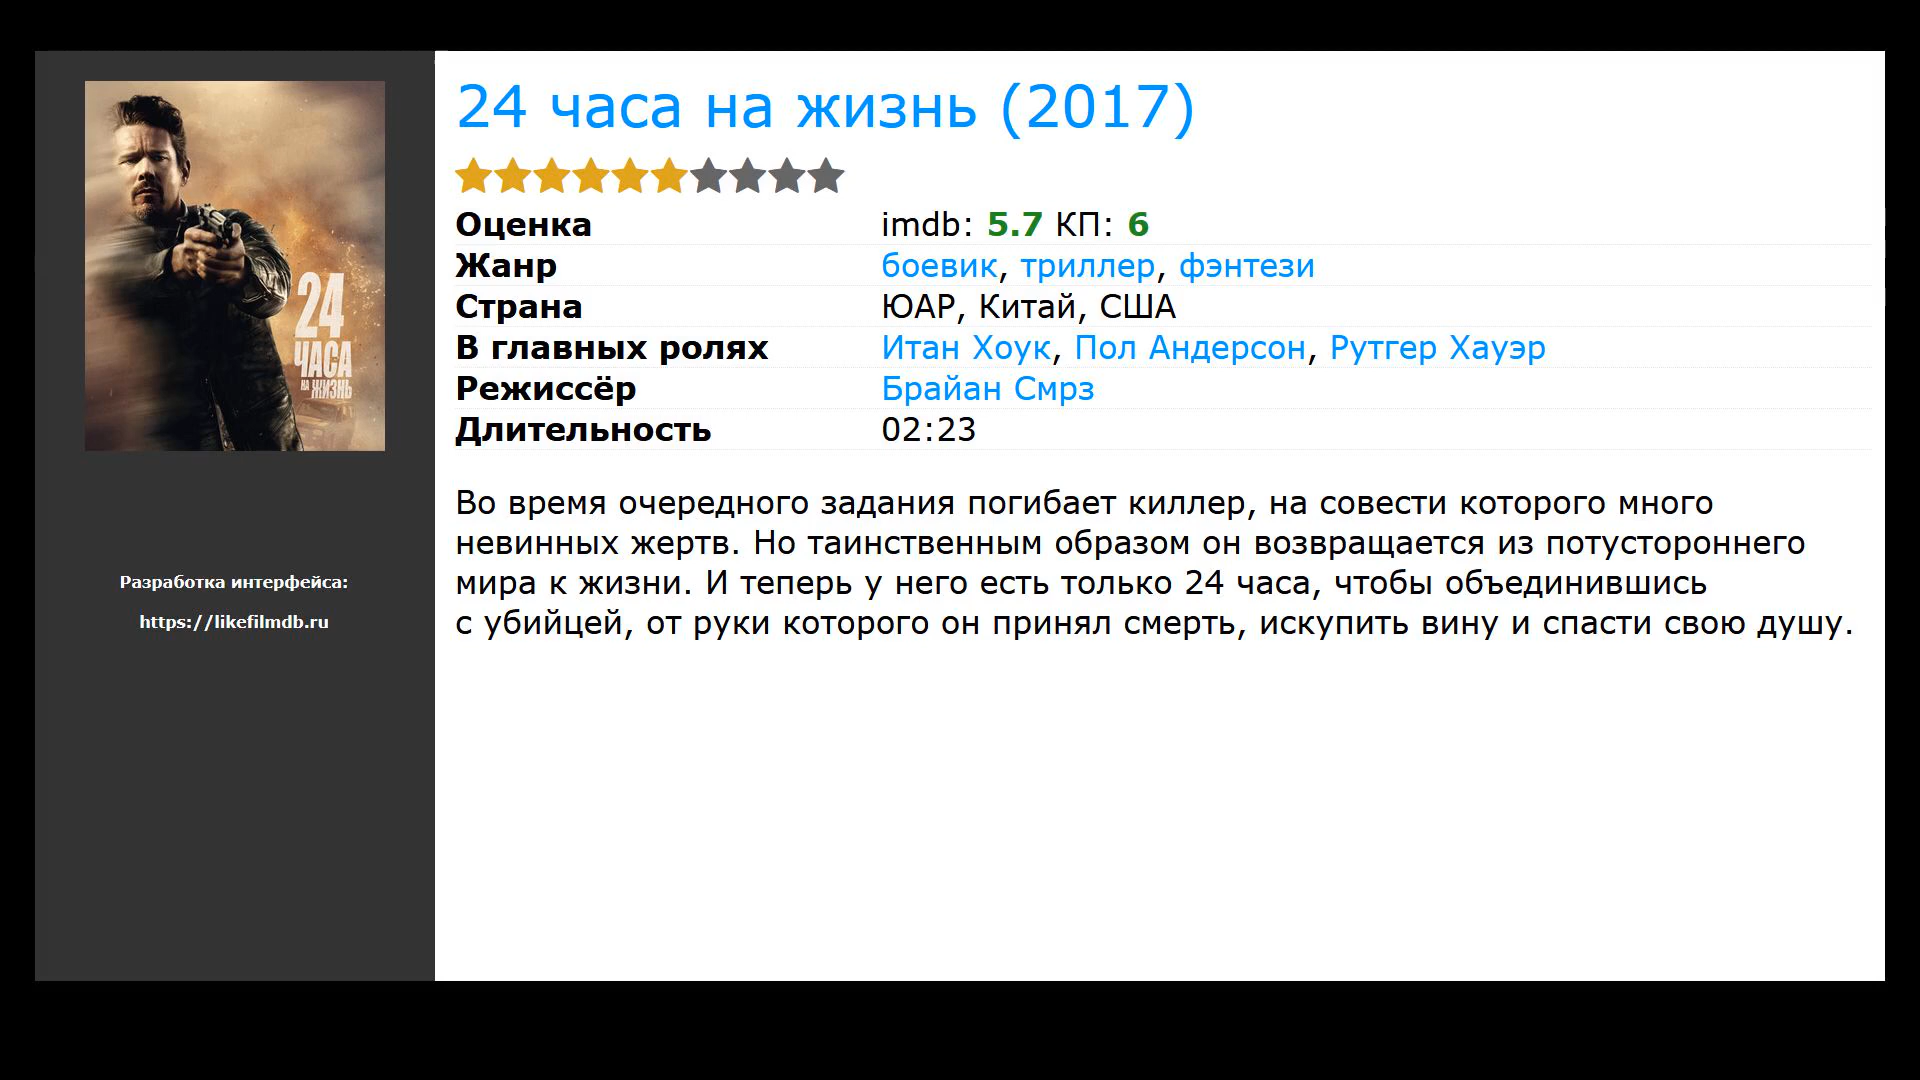 24 часа на жизнь (2017)
Оценка imdb: 5.7 КП: 6
Жанр боевик, триллер, фэнтези
Страна ЮАР, Китай, США
В главных ролях Итан Хоук, Пол Андерсон, Рутгер Хауэр
Режиссёр Брайан Смрз
Длительность 02:23
Во время очередного задания погибает киллер, на совести которого много
невинных жертв. Но таинственным образом он возвращается из потустороннего
мира к жизни. И теперь у него есть только 24 часа, чтобы объединившись
с убийцей, от руки которого он принял смерть, искупить вину и спасти свою душу.
24
ЧАСА
НА ЖИЗНЬ
Разработка интерфейса:
https://likefilmdb.ru